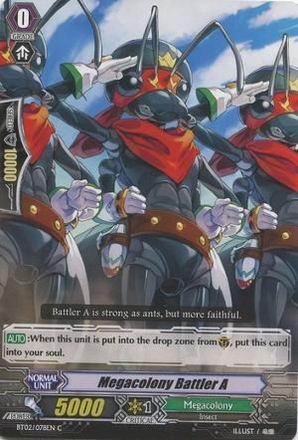 0
GRADE
10000
Battler A is strong as ants, but more faithful.
AUTO:When this unit is put into the drop zone from , put this card
into your soul.
NORMAL
UNIT
Megacolony Battler A
POWER
5000
1
CRITICAL
Megacolony
Insect
BT02/078EN C
ILLUST /